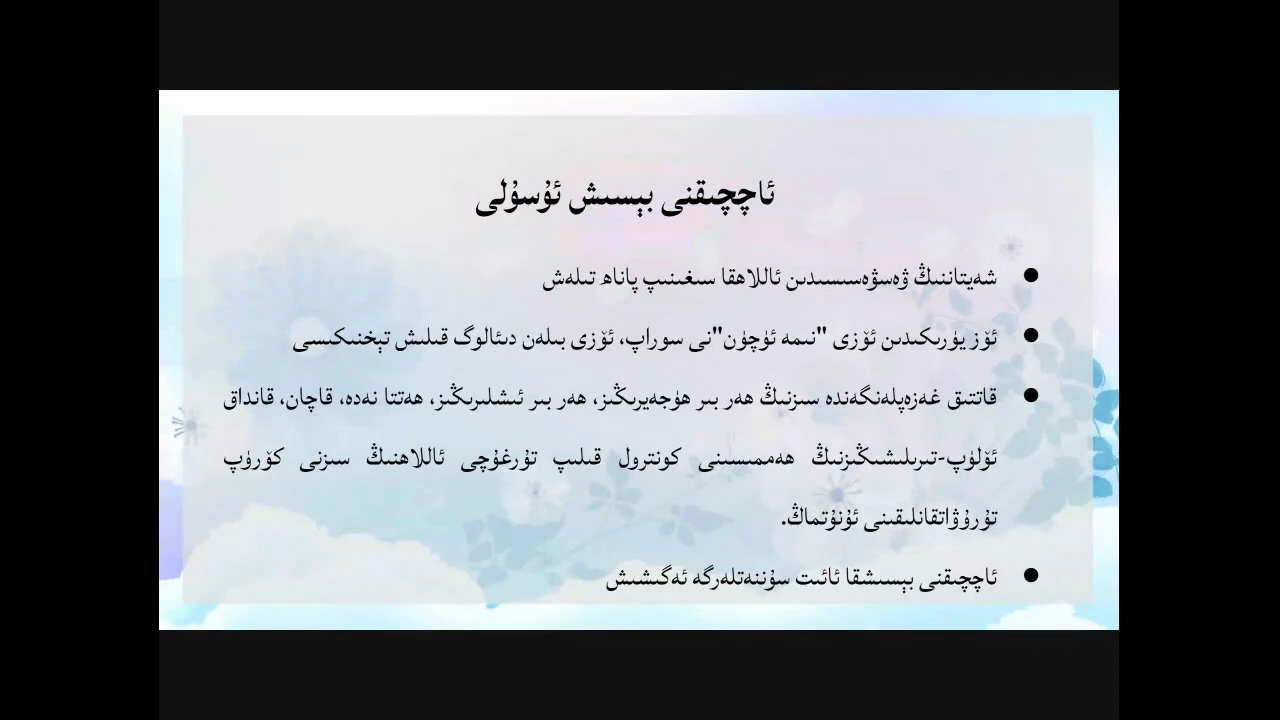 ئاچچىقنى بېسىش ئۇسۇلى
● شەيتاننىڭ ۋەسۋەسىسىدىن ئاللاھقا سىغىنىپ پاناھ تىلەش
● ئۆز يۈرىكىدىن ئۆزى "نىمە ئۈچۈن"نى سوراپ، ئۆزى بىلەن دىئالوگ قىلىش تېخنىكىسى
● قاتتىق غەزەپلەنگەندە سىزنىڭ ھەر بىر ھۈجەيرىڭىز، ھەر بىر ئىشلىرىڭىز، ھەتتا نەدە، قاچان، قانداق
ئۆلۈپ-تىرىلىشىڭىزنىڭ ھەممىسىنى كونترول قىلىپ تۇرغۇچى ئاللاھنىڭ سىزنى كۆرۈپ
تۇرۇۋاتقانلىقىنى ئۇنۇتماڭ.
● ئاچچىقنى بېسىشقا ئائىت سۇننەتلەرگە ئەگىشىش